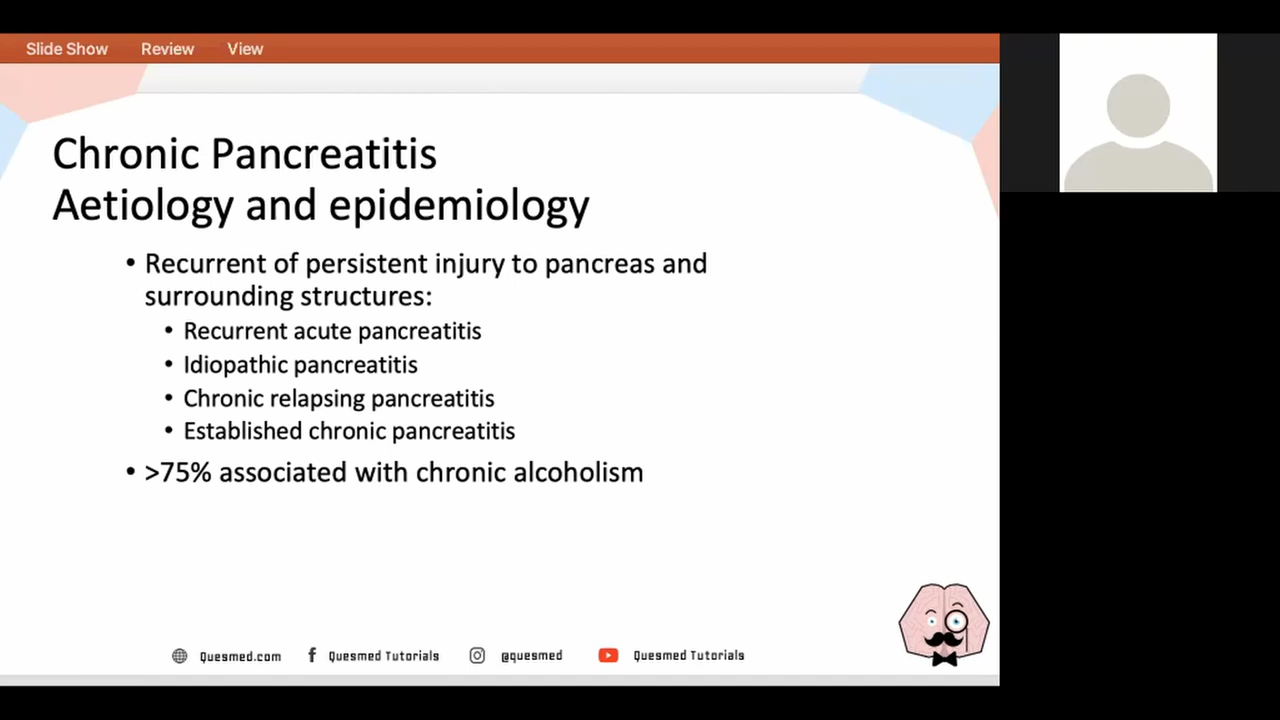 Slide Show Review View
Chronic Pancreatitis
Aetiology and epidemiology
• Recurrent of persistent injury to pancreas and
surrounding structures:
• Recurrent acute pancreatitis
• Idiopathic pancreatitis
• Chronic relapsing pancreatitis
• Established chronic pancreatitis
• >75% associated with chronic alcoholism
Quesmed.com Quesmed Tutorials @quesmed Quesmed Tutorials